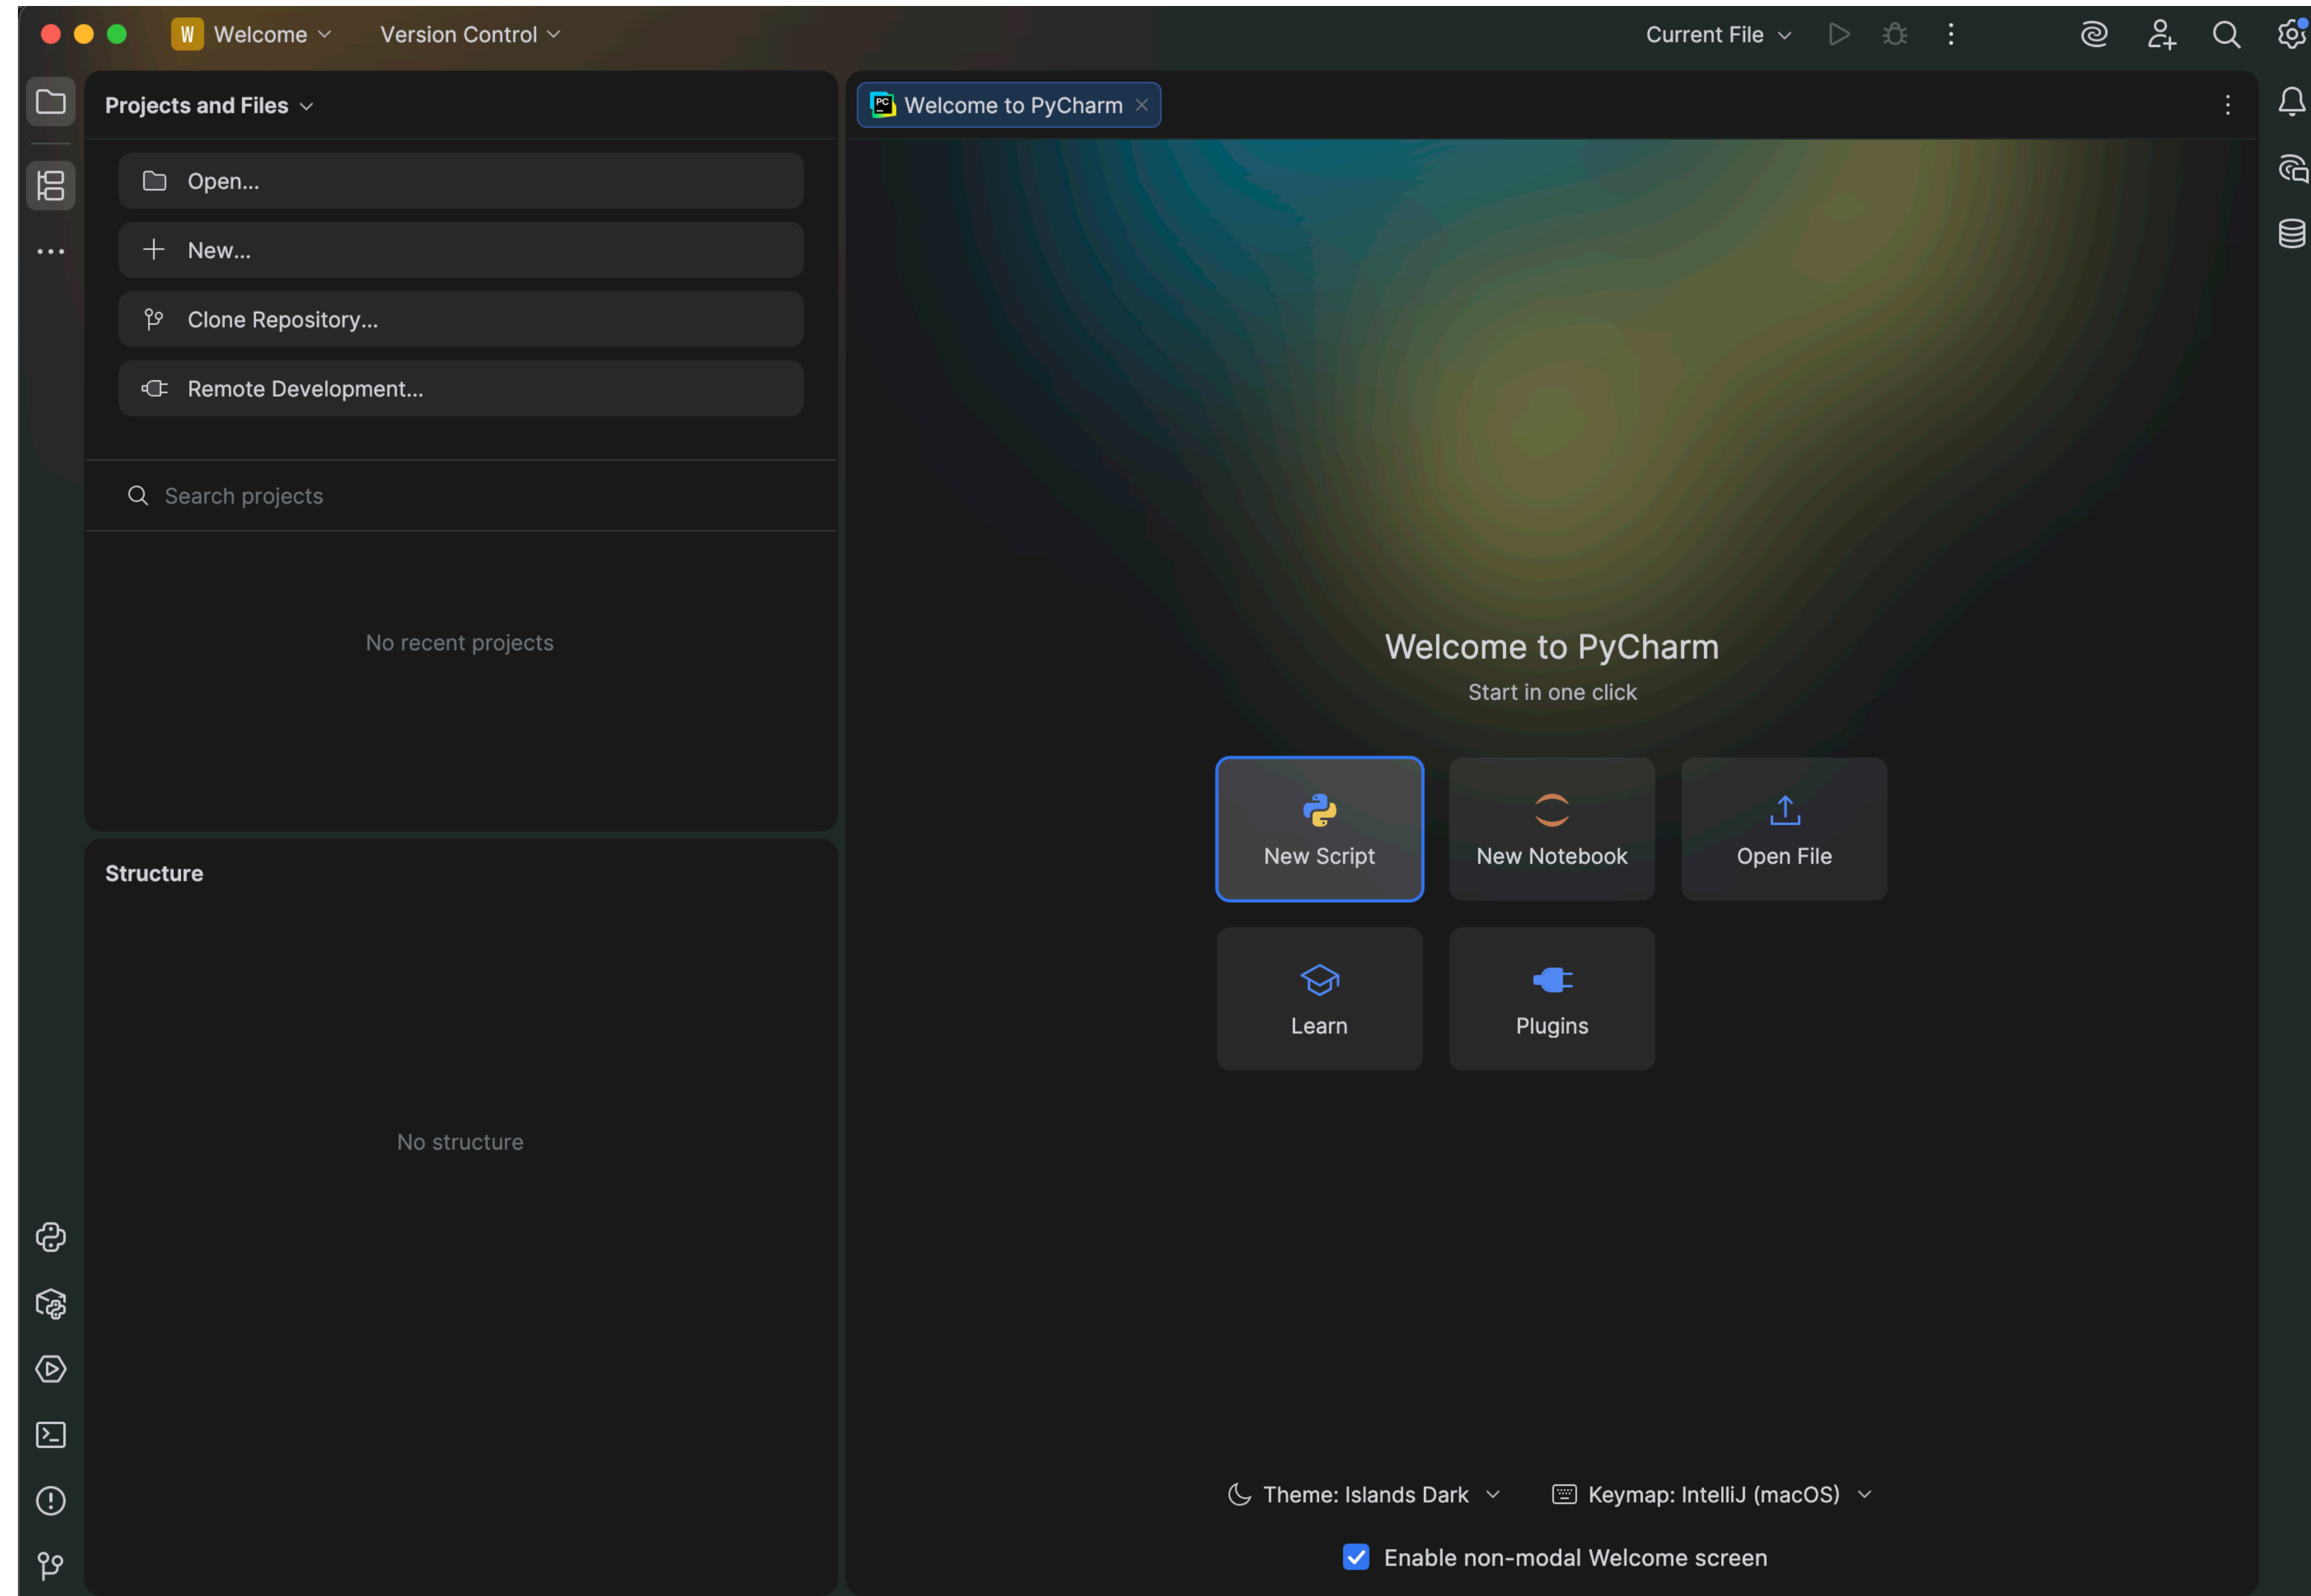 W Welcome Version Control Current File
Projects and Files
PC Welcome to PyCharm
Open...
New...
Clone Repository...
Remote Development...
Search projects
No recent projects
Structure
No structure
Welcome to PyCharm
Start in one click
New Script New Notebook Open File
Learn Plugins
Theme: Islands Dark Keymap: IntelliJ (macOS)
Enable non-modal Welcome screen